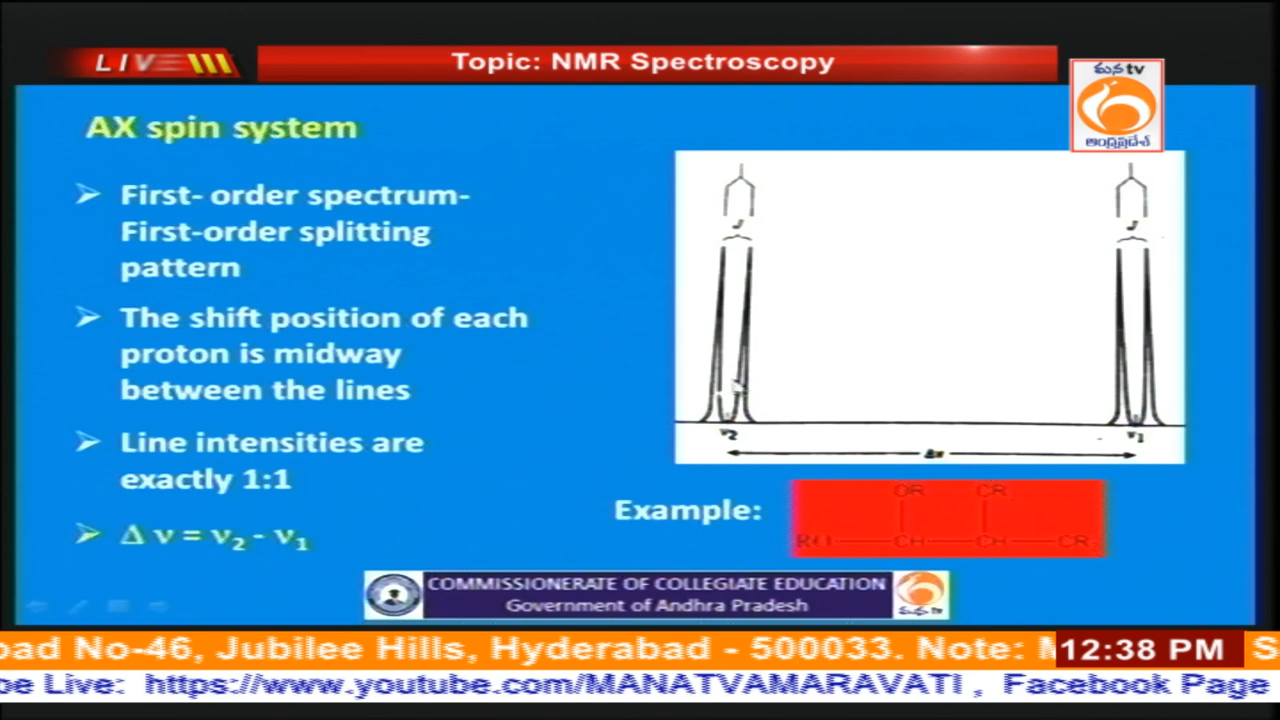 LIVE
Topic: NMR Spectroscopy
మన tv
ఆంధ్రప్రదేశ్
AX spin system
➢ First- order spectrum-
First-order splitting
pattern
➢ The shift position of each
proton is midway
between the lines
➢ Line intensities are
exactly 1:1
➢ Δ ν = ν2 - ν1
J
J
ν2
ν1
Δν
Example:
OR CR
RO CH CH CR
COMMISSIONERATE OF COLLEGIATE EDUCATION
Government of Andhra Pradesh
మన tv
oad No-46, Jubilee Hills, Hyderabad - 500033. Note: 12:38 PM S
be Live: https://www.youtube.com/MANATVAMARAVATI , Facebook Page